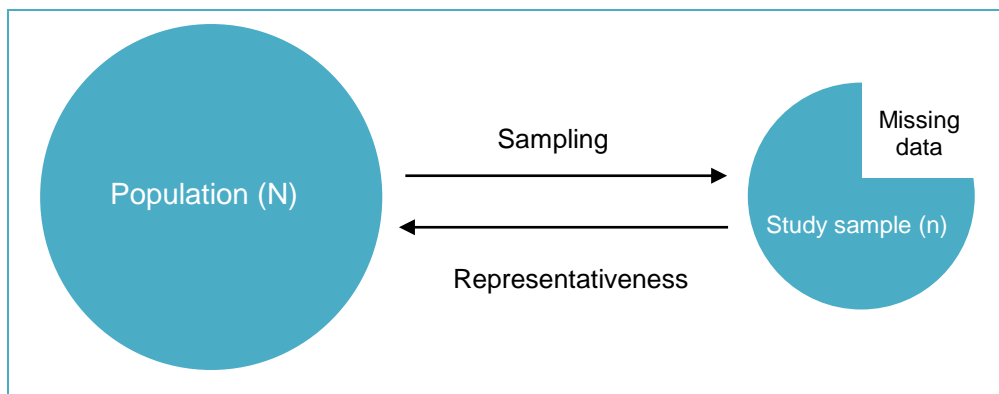 Population (N)
Sampling
Representativeness
Missing
data
Study sample (n)